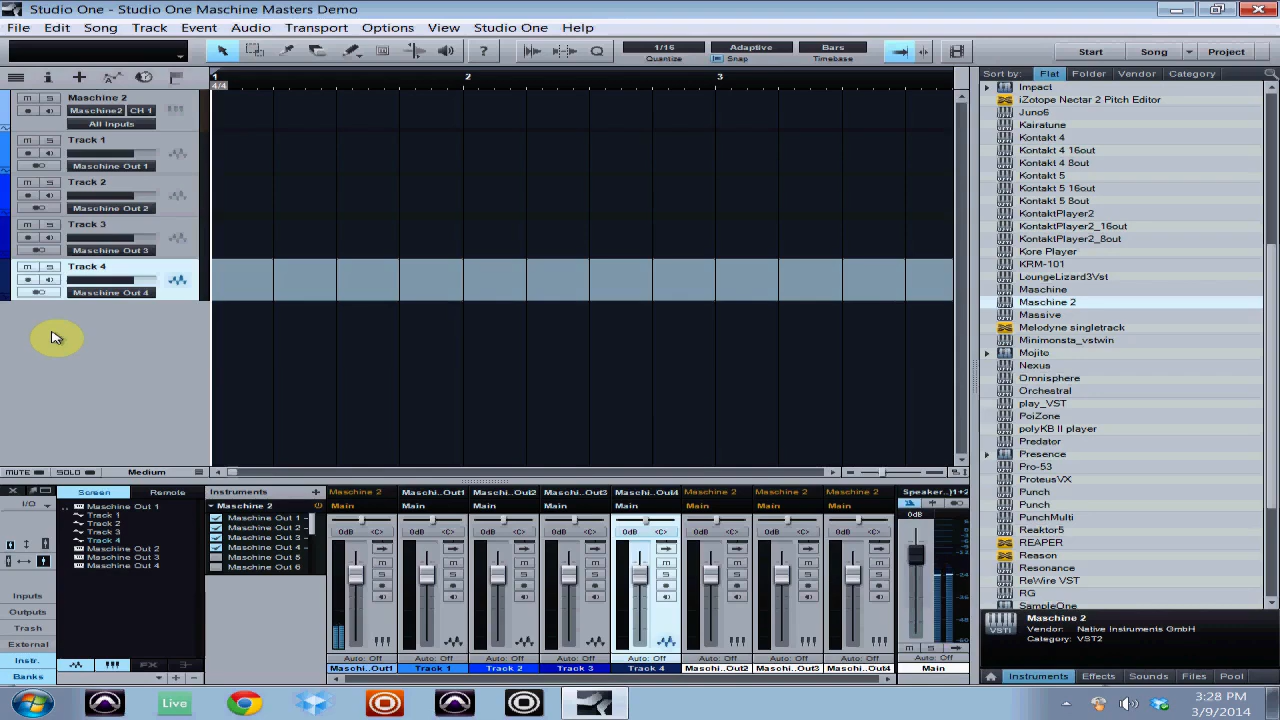 Studio One - Studio One Maschine Masters Demo
File Edit Song Track Event Audio Transport Options View Studio One Help
1/16 Adaptive Bars
Quantize Snap Timebase
Start Song Project
Sort by: Flat Folder Vendor Category
1 2 3
4/4
Maschine 2
Maschine2 CH 1
All Inputs
Track 1
Maschine Out 1
Track 2
Maschine Out 2
Track 3
Maschine Out 3
Track 4
Maschine Out 4
Impact
iZotope Nectar 2 Pitch Editor
Juno6
Kairatune
Kontakt 4
Kontakt 4 16out
Kontakt 4 8out
Kontakt 5
Kontakt 5 16out
Kontakt 5 8out
KontaktPlayer2
KontaktPlayer2_16out
KontaktPlayer2_8out
Kore Player
KRM-101
LoungeLizard3Vst
Maschine
Maschine 2
Massive
Melodyne singletrack
Minimonsta_vstwin
Mojito
Nexus
Omnisphere
Orchestral
play_VST
PoiZone
polyKB II player
Predator
Presence
Pro-53
ProteusVX
Punch
Punch
PunchMulti
Reaktor5
REAPER
Reason
Resonance
ReWire VST
RG
SampleOne
MUTE SOLO Medium
I/O
Screen Remote
Maschine Out 1
Track 1
Track 2
Track 3
Track 4
Maschine Out 2
Maschine Out 3
Maschine Out 4
Inputs
Outputs
Trash
External
Instr.
Banks
FX
Instruments
Maschine 2
Maschine Out 1
Maschine Out 2
Maschine Out 3
Maschine Out 4
Maschine Out 5
Maschine Out 6
Maschine 2 Maschi...Out1 Maschi...Out2 Maschi...Out3 Maschi...Out4 Maschine 2 Maschine 2 Maschine 2 Speaker...1+2
Main Main Main Main Main Main Main Main
0dB <C> 0dB <C> 0dB <C> 0dB <C> 0dB <C> 0dB <C> 0dB <C> 0dB <C> 0dB
M M M M M M M M
S S S S S S S S
M S
Auto: Off Auto: Off Auto: Off Auto: Off Auto: Off Auto: Off Auto: Off Auto: Off Auto: Off
Maschi...Out1 Track 1 Track 2 Track 3 Track 4 Maschi...Out2 Maschi...Out3 Maschi...Out4 Main
VSTi
Maschine 2
Vendor: Native Instruments GmbH
Category: VST2
Instruments Effects Sounds Files Pool
Live
3:28 PM
3/9/2014